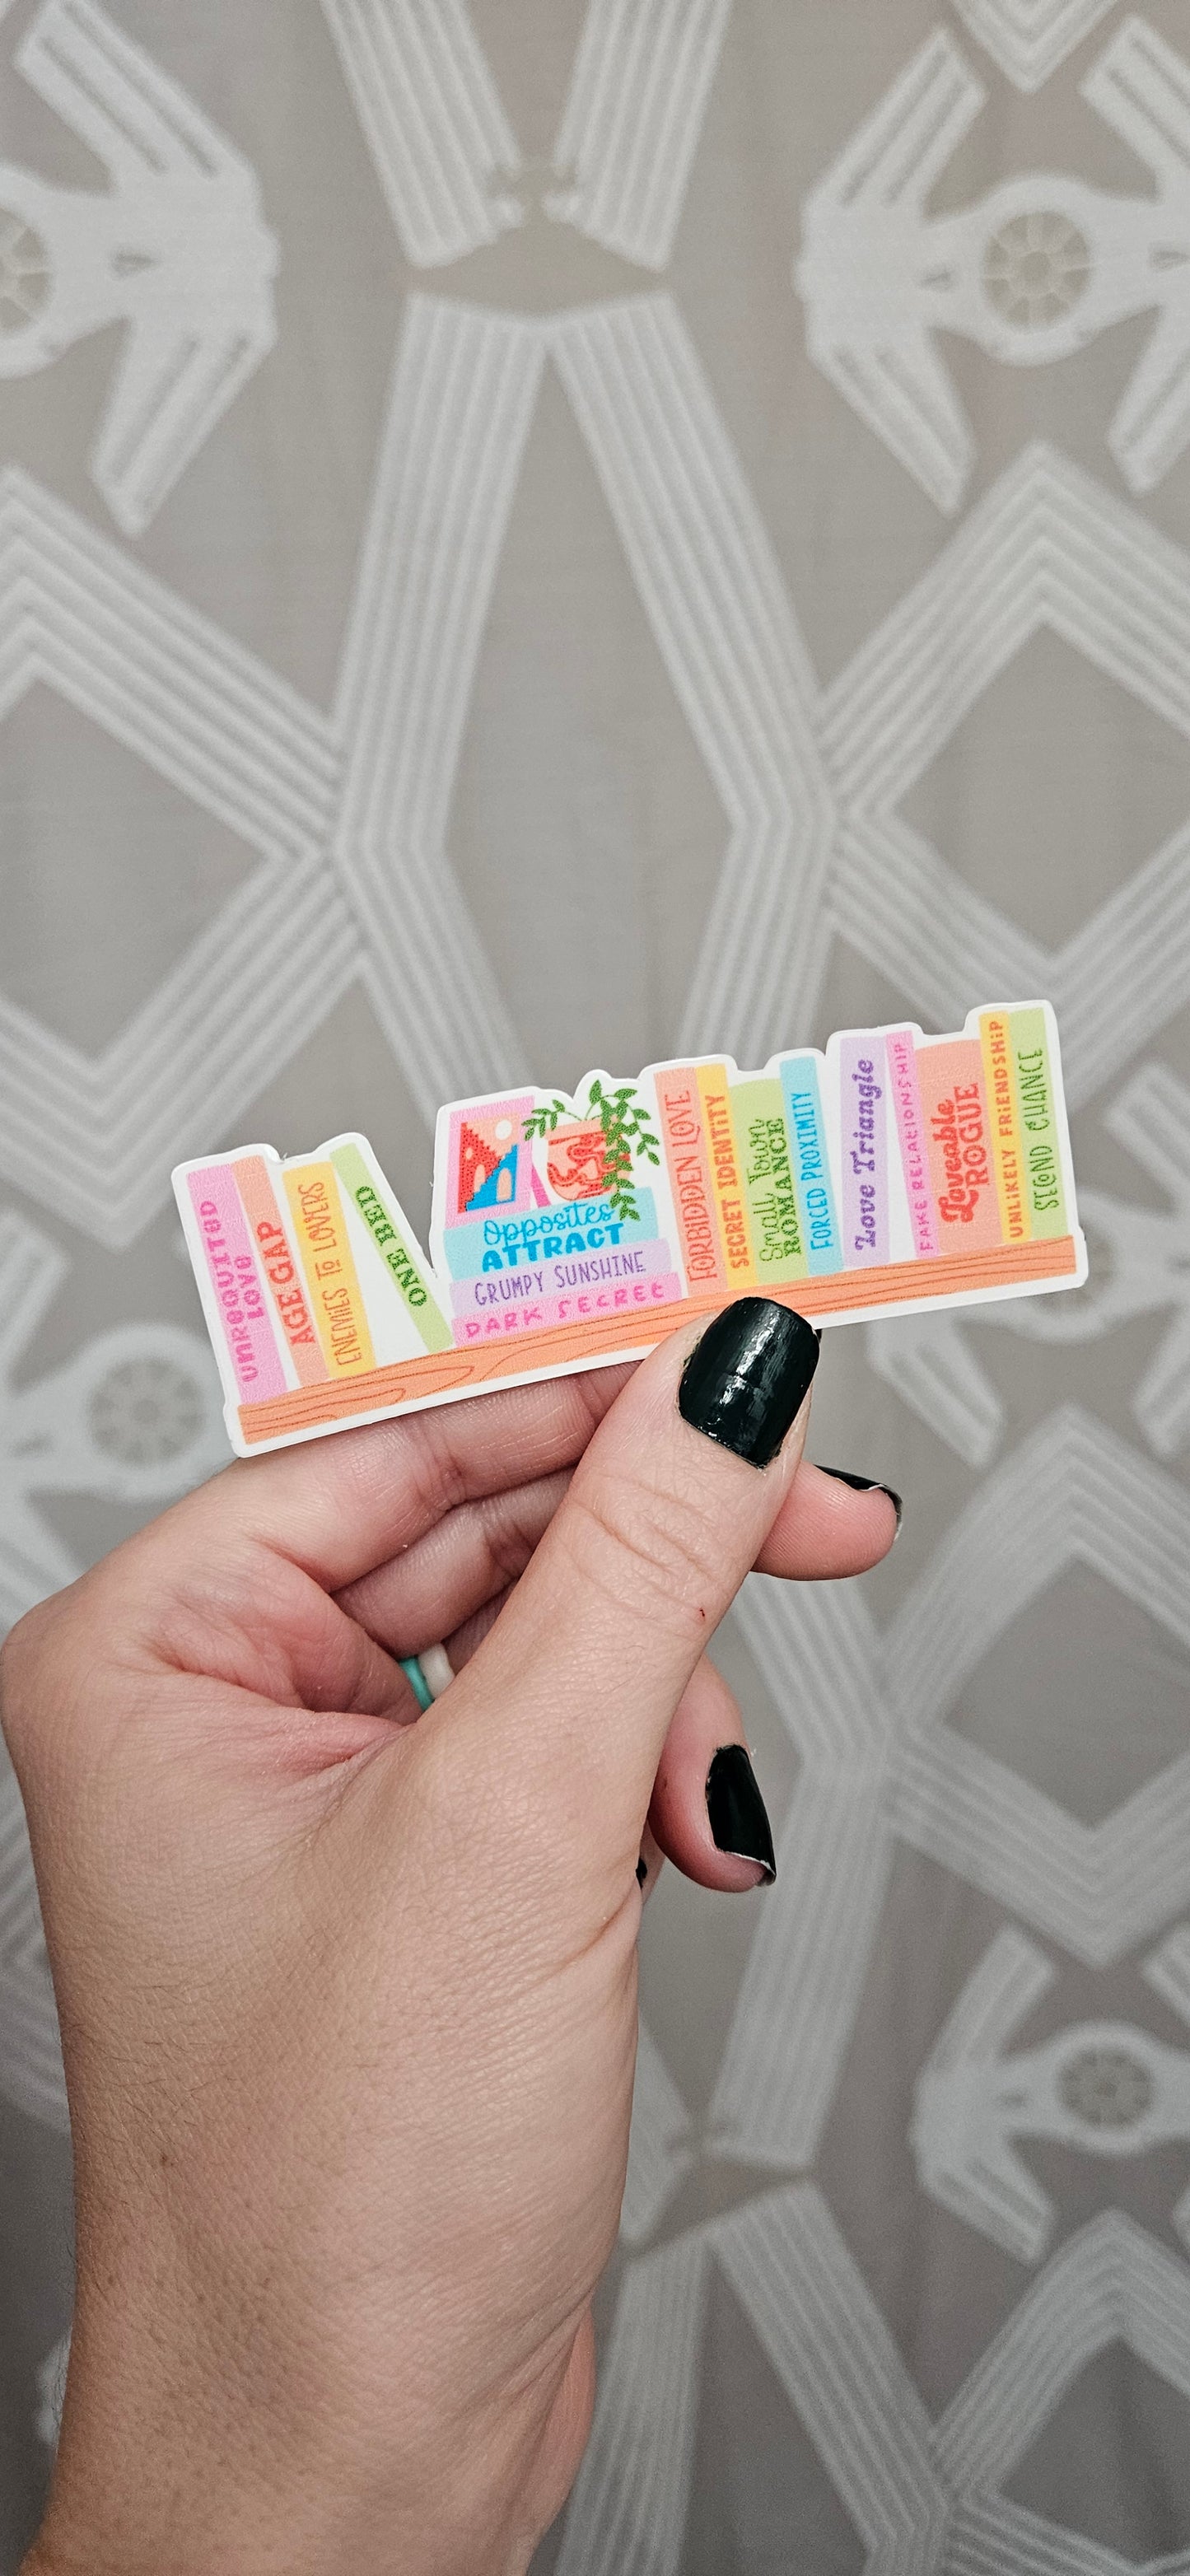 UNREQUITED
LOVE
AGE GAP
ENEMIES TO LOVERS
ONE BED
Opposites
ATTRACT
GRUMPY SUNSHINE
DARK SECRET
FORBIDDEN LOVE
SECRET IDENTITY
Small Town
ROMANCE
FORCED PROXIMITY
Love Triangle
FAKE RELATIONSHIP
Loveable
ROGUE
UNLIKELY FRIENDSHIP
SECOND CHANCE